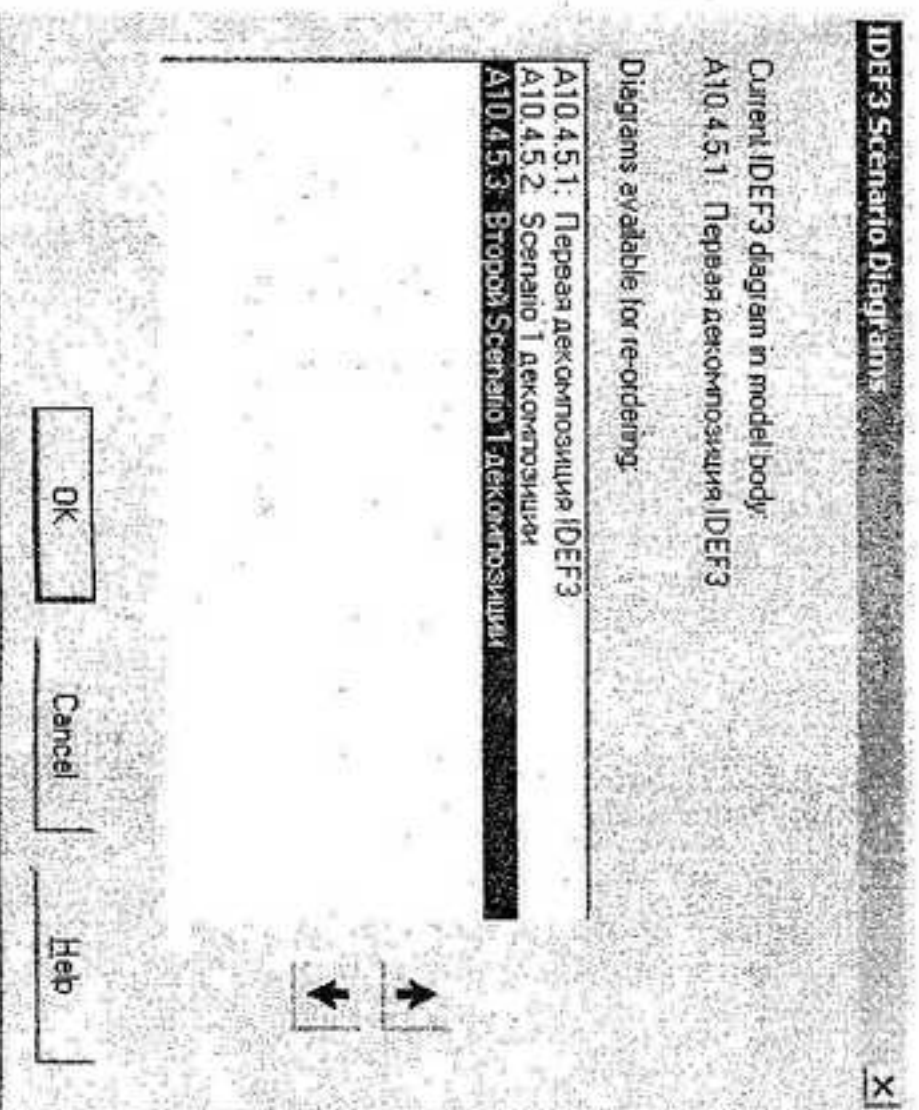 IDEF3 Scenario Diagrams
Current IDEF3 diagram in model body:
A10.4.5.1: Первая декомпозиция IDEF3
Diagrams available for re-ordering:
A10.4.5.1: Первая декомпозиция IDEF3
A10.4.5.2: Scenario 1 декомпозиции
A10.4.5.3: Второй Scenario 1 декомпозиции
OK
Cancel
Help